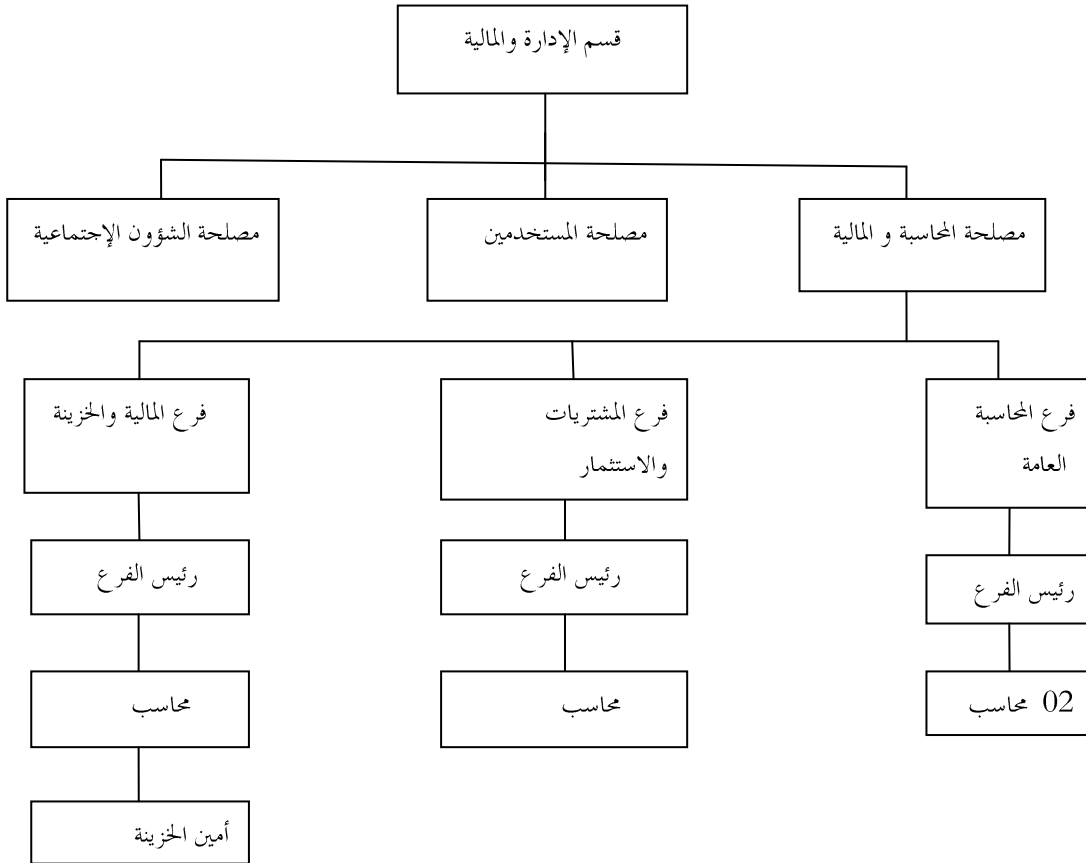 قسم الإدارة والمالية
مصلحة المحاسبة و المالية
مصلحة المستخدمين
مصلحة الشؤون الإجتماعية
فرع المحاسبة
العامة
فرع المشتريات
والاستثمار
فرع المالية والخزينة
رئيس الفرع
رئيس الفرع
رئيس الفرع
02 محاسب
محاسب
محاسب
أمين الخزينة